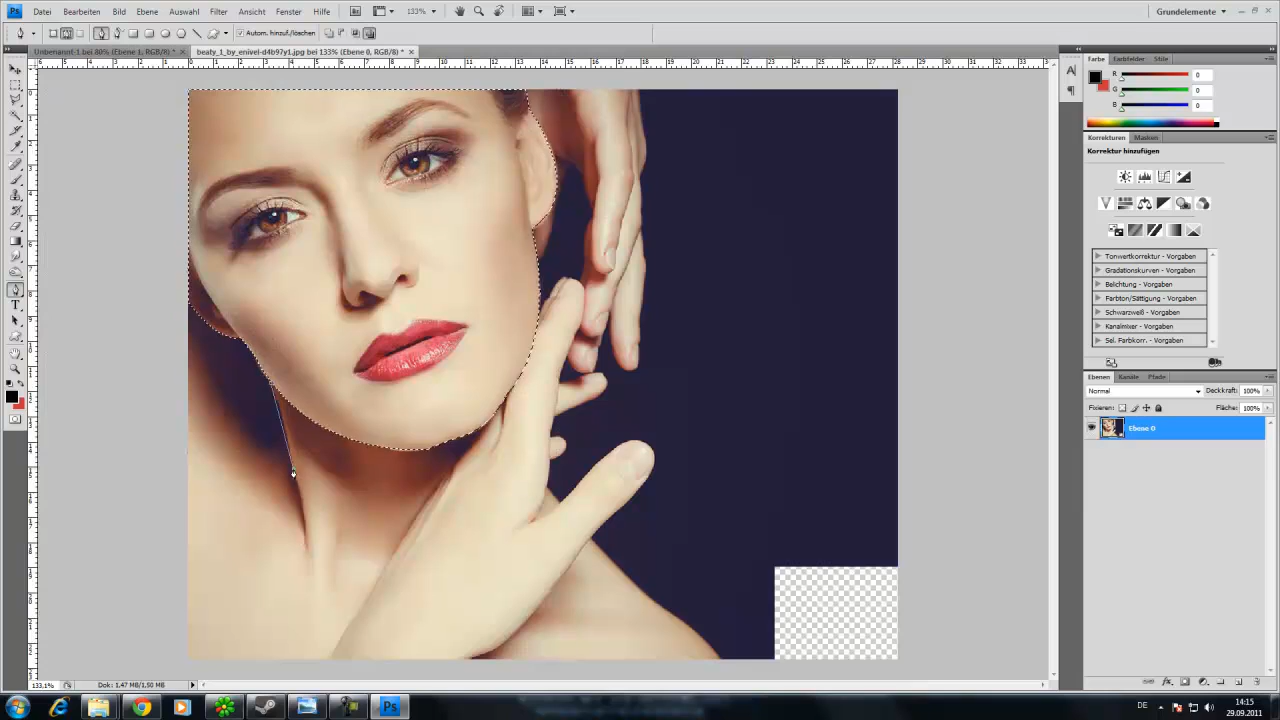 Ps Datei Bearbeiten Bild Ebene Auswahl Filter Ansicht Fenster Hilfe 133% Grundelemente
Autom. hinzuf./löschen
Unbenannt-1 bei 80% (Ebene 1, RGB/8) * × beaty_1_by_enivel-d4b97y1.jpg bei 133% (Ebene 0, RGB/8) * ×
Farbe Farbfelder Stile
R 0
G 0
B 0
Korrekturen Masken
Korrektur hinzufügen
Tonwertkorrektur - Vorgaben
Gradationskurven - Vorgaben
Belichtung - Vorgaben
Farbton/Sättigung - Vorgaben
Schwarzweiß - Vorgaben
Kanalmixer - Vorgaben
Sel. Farbkorr. - Vorgaben
Ebenen Kanäle Pfade
Normal Deckkraft: 100%
Fixieren: Fläche: 100%
Ebene 0
133,1% Dok: 1,47 MB/1,50 MB
Ps DE 14:15
29.09.2011